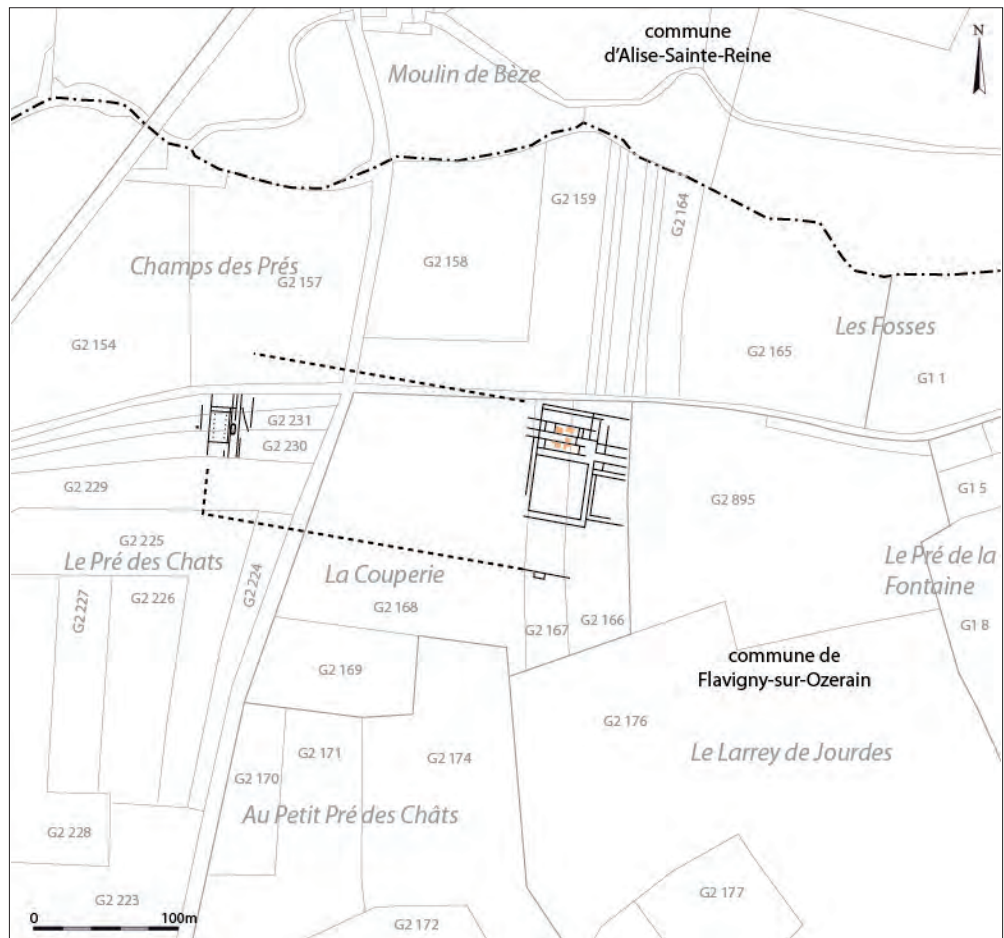 commune
d'Alise-Sainte-Reine
N
Moulin de Bèze
G2 159
G2 164
Champs des Prés
G2 158
G2 157
Les Fosses
G2 154
G2 165
G1 1
G2 231
G2 230
G2 229
G1 5
G2 895
G2 225
Le Pré des Chats
La Couperie
Le Pré de la
Fontaine
G2 224
G2 227
G2 226
G2 168
G2 167
G2 166
G1 8
commune de
Flavigny-sur-Ozerain
G2 169
G2 176
G2 171
G2 174
Le Larrey de Jourdes
G2 170
Au Petit Pré des Châts
G2 228
G2 177
G2 223
0
100m
G2 172